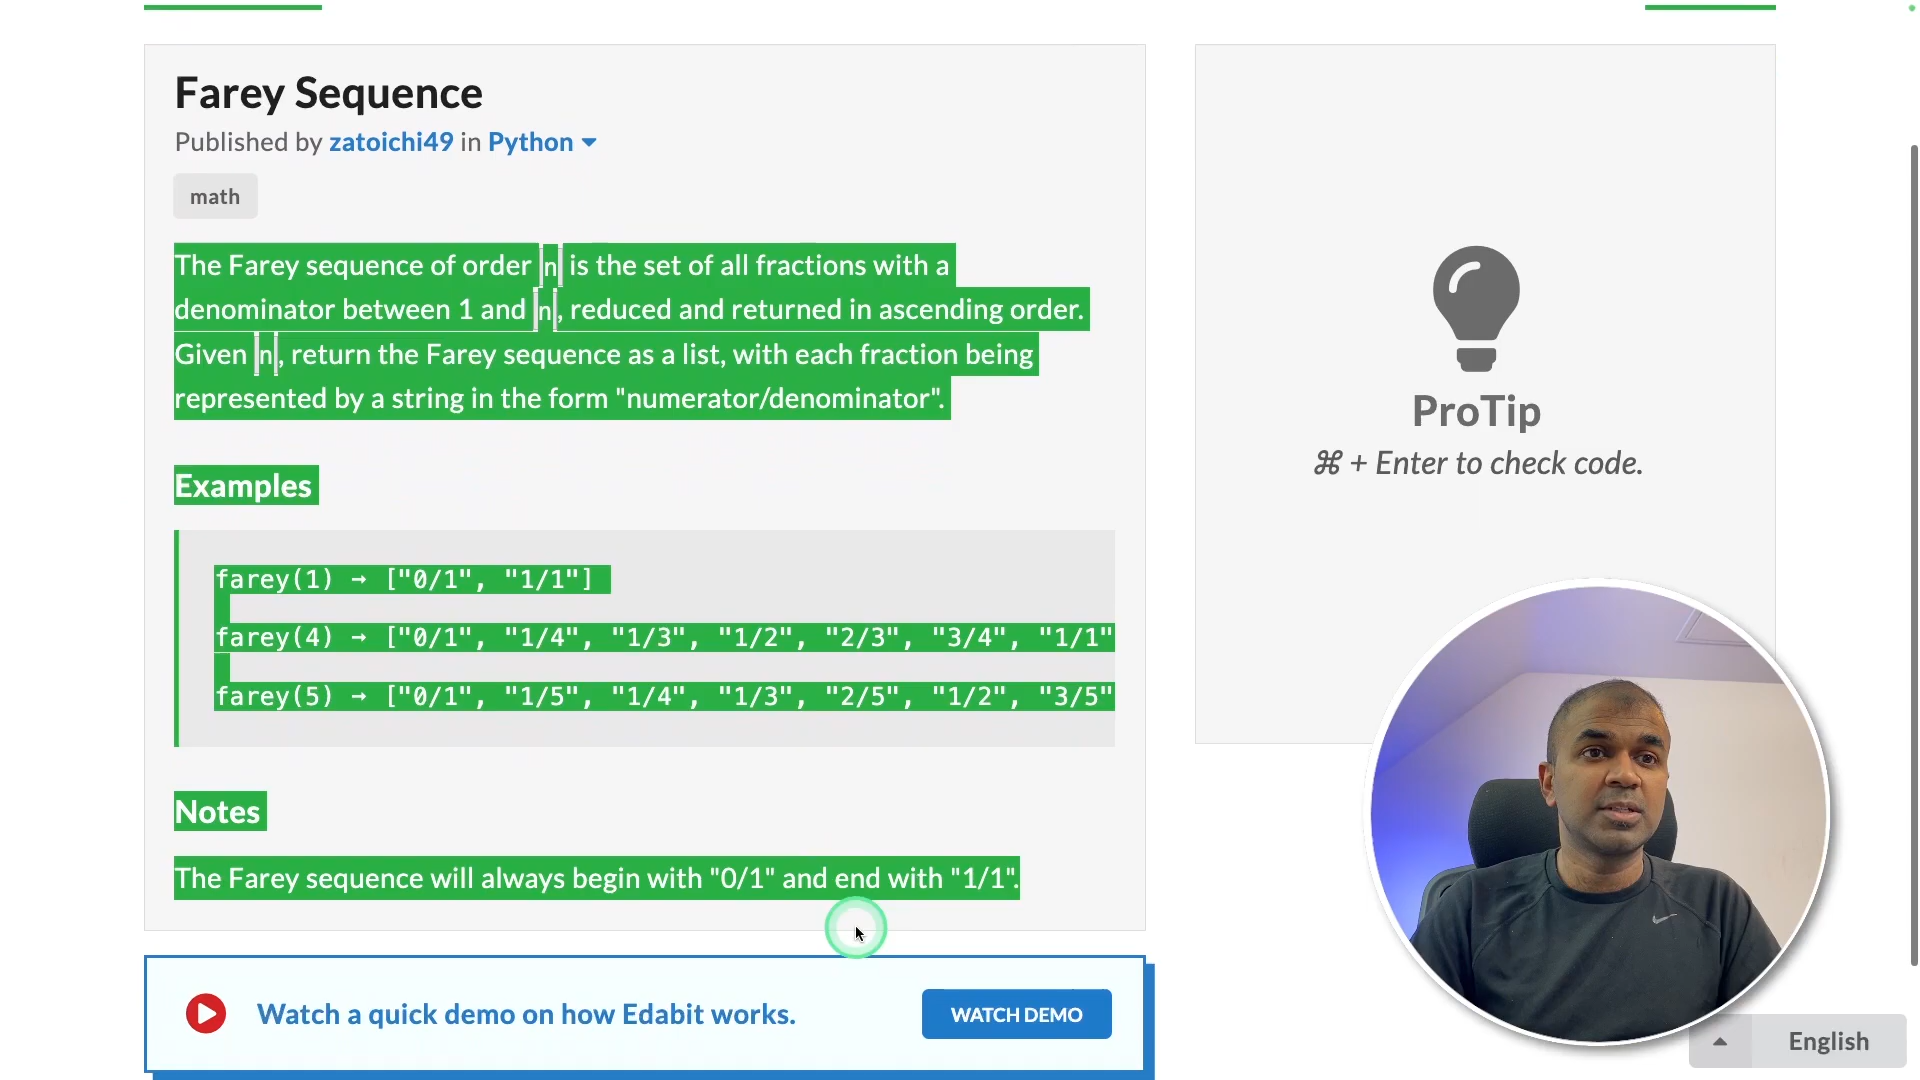 Farey Sequence
Published by zatoichi49 in Python
math
The Farey sequence of order n is the set of all fractions with a
denominator between 1 and n, reduced and returned in ascending order.
Given n, return the Farey sequence as a list, with each fraction being
represented by a string in the form "numerator/denominator".
Examples
farey(1) → ["0/1", "1/1"]
farey(4) → ["0/1", "1/4", "1/3", "1/2", "2/3", "3/4", "1/1"
farey(5) → ["0/1", "1/5", "1/4", "1/3", "2/5", "1/2", "3/5"
Notes
The Farey sequence will always begin with "0/1" and end with "1/1".
Watch a quick demo on how Edabit works.
WATCH DEMO
ProTip
⌘ + Enter to check code.
English